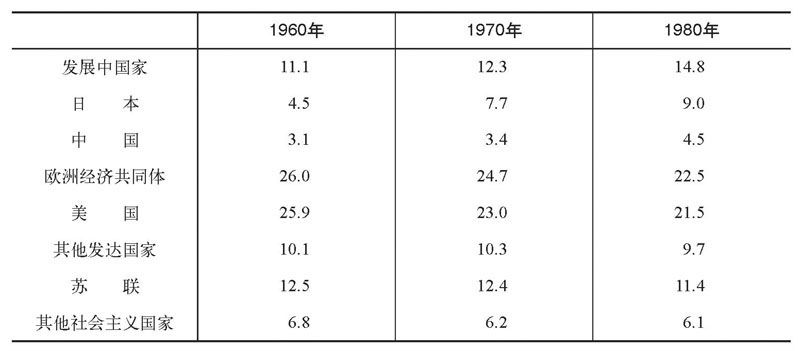 1960年 1970年 1980年
发展中国家 11.1 12.3 14.8
日 本 4.5 7.7 9.0
中 国 3.1 3.4 4.5
欧洲经济共同体 26.0 24.7 22.5
美 国 25.9 23.0 21.5
其他发达国家 10.1 10.3 9.7
苏 联 12.5 12.4 11.4
其他社会主义国家 6.8 6.2 6.1